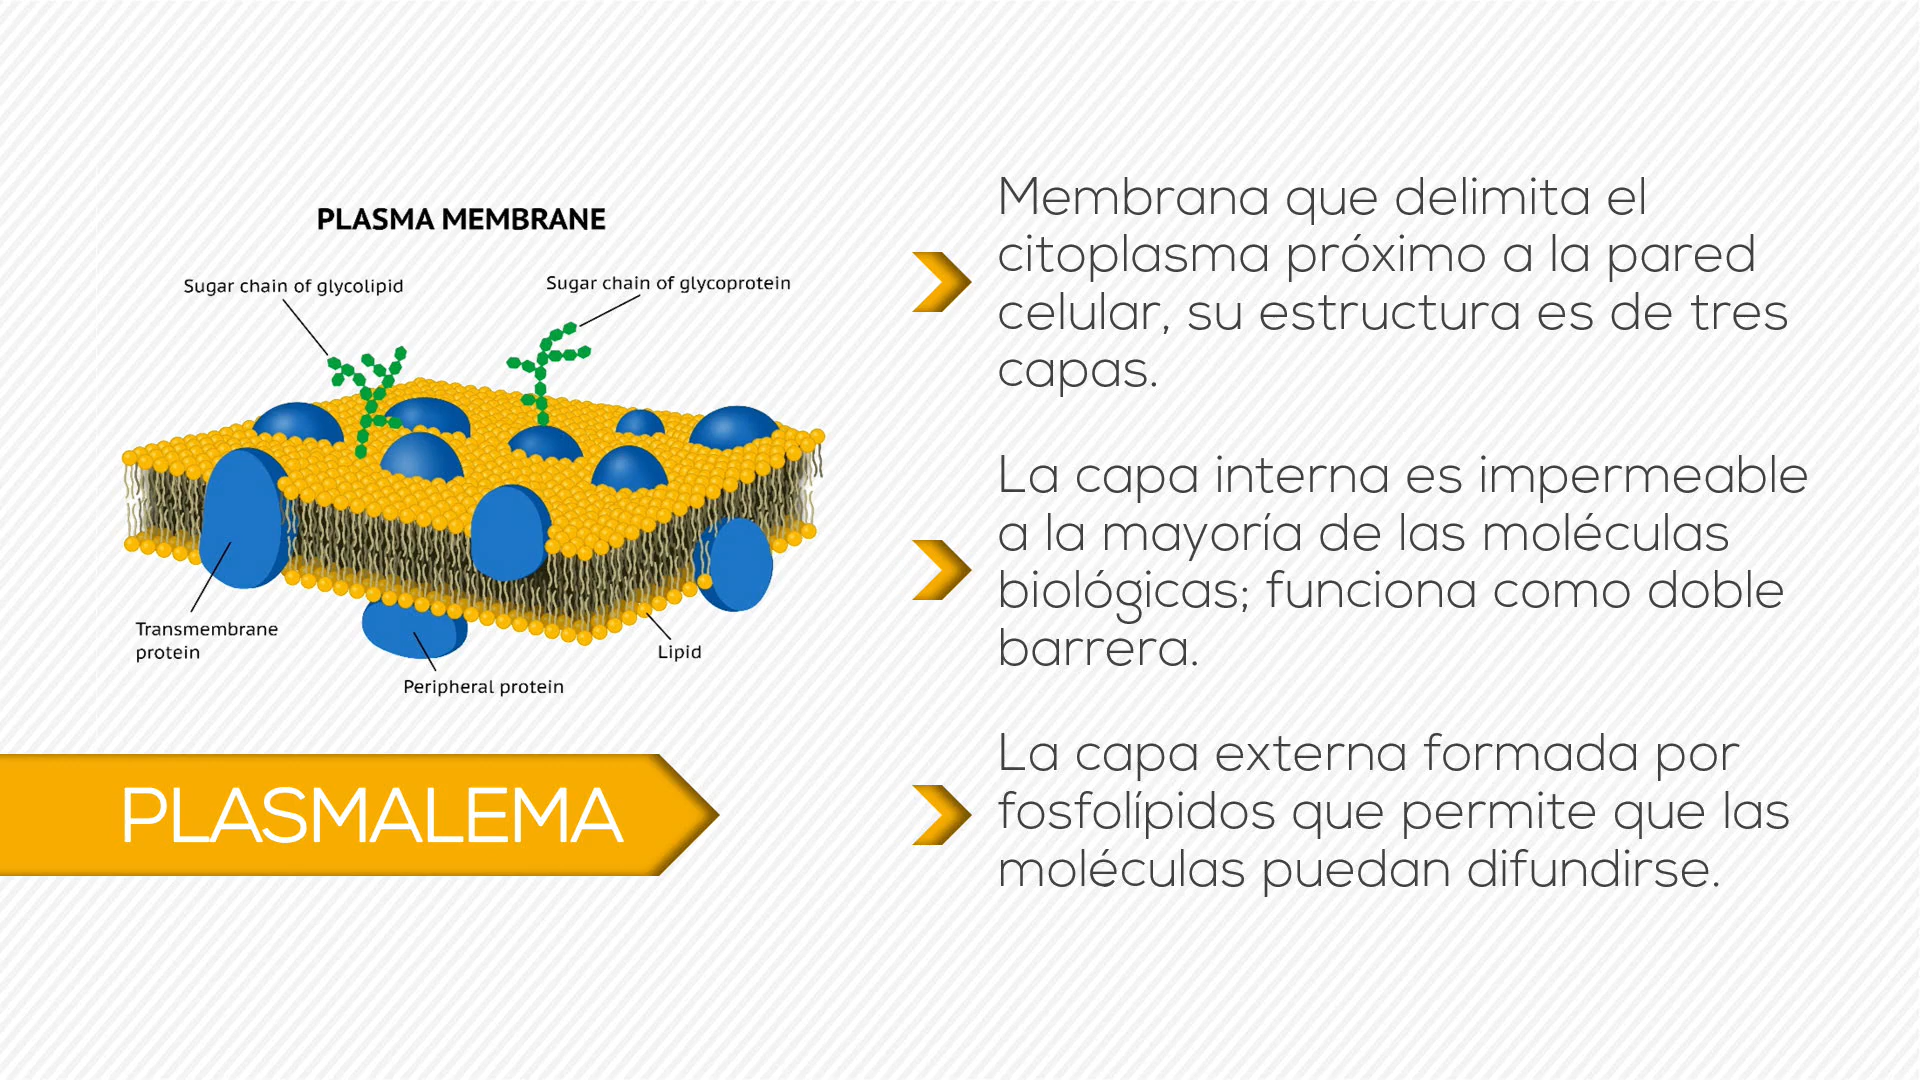 PLASMA MEMBRANE
Sugar chain of glycolipid
Sugar chain of glycoprotein
Transmembrane
protein
Peripheral protein
Lipid
PLASMALEMA
Membrana que delimita el
citoplasma próximo a la pared
celular, su estructura es de tres
capas.
La capa interna es impermeable
a la mayoría de las moléculas
biológicas; funciona como doble
barrera.
La capa externa formada por
fosfolípidos que permite que las
moléculas puedan difundirse.